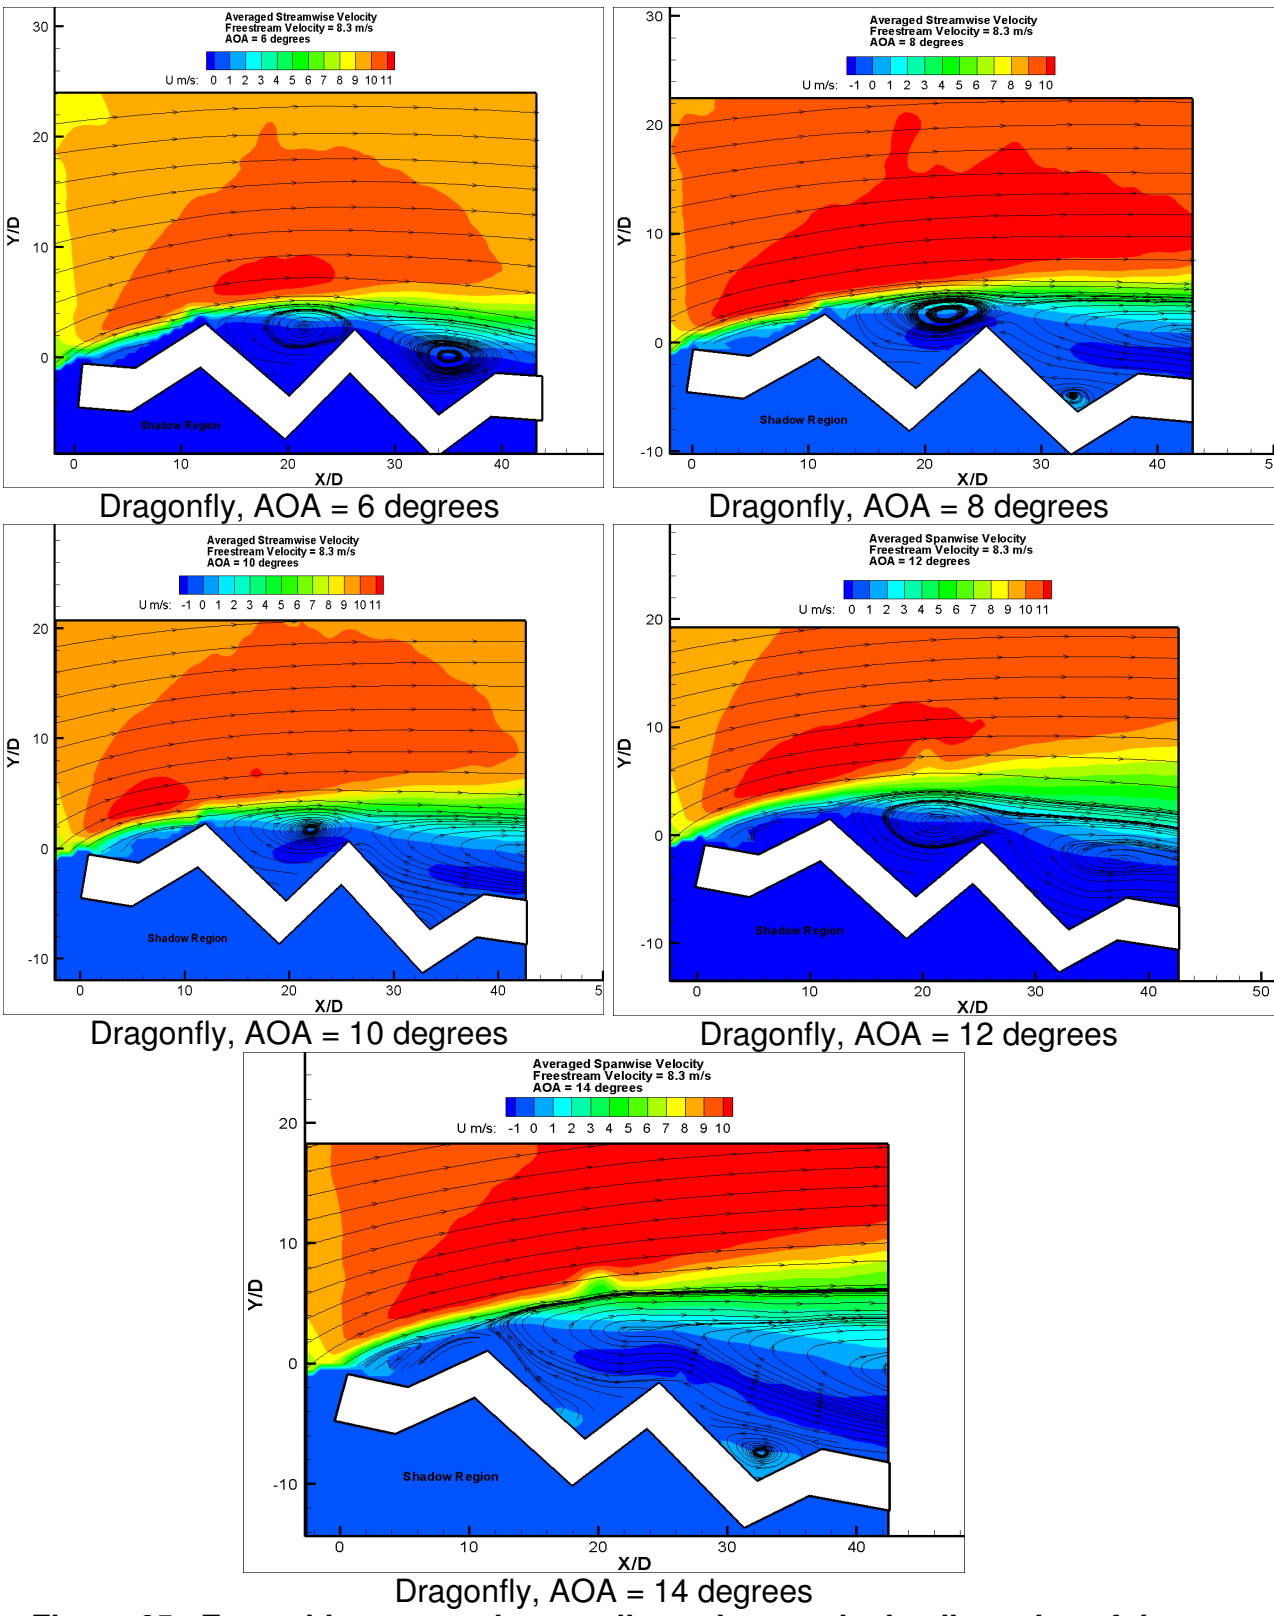 Averaged Streamwise Velocity
Freestream Velocity = 8.3 m/s
AOA = 6 degrees
U m/s: 0 1 2 3 4 5 6 7 8 9 10 11
30
20
10
0
Y/D
Shadow Region
0 10 20 30 40
X/D
Dragonfly, AOA = 6 degrees
Averaged Streamwise Velocity
Freestream Velocity = 8.3 m/s
AOA = 8 degrees
U m/s: -1 0 1 2 3 4 5 6 7 8 9 10
30
20
10
0
-10
Y/D
Shadow Region
0 10 20 30 40 5
X/D
Dragonfly, AOA = 8 degrees
Averaged Streamwise Velocity
Freestream Velocity = 8.3 m/s
AOA = 10 degrees
U m/s: -1 0 1 2 3 4 5 6 7 8 9 10 11
20
10
0
-10
Y/D
Shadow Region
0 10 20 30 40 5
X/D
Dragonfly, AOA = 10 degrees
Averaged Spanwise Velocity
Freestream Velocity = 8.3 m/s
AOA = 12 degrees
U m/s: 0 1 2 3 4 5 6 7 8 9 10 11
20
10
0
-10
Y/D
Shadow Region
0 10 20 30 40 50
X/D
Dragonfly, AOA = 12 degrees
Averaged Spanwise Velocity
Freestream Velocity = 8.3 m/s
AOA = 14 degrees
U m/s: -1 0 1 2 3 4 5 6 7 8 9 10
20
10
0
-10
Y/D
Shadow Region
0 10 20 30 40
X/D
Dragonfly, AOA = 14 degrees